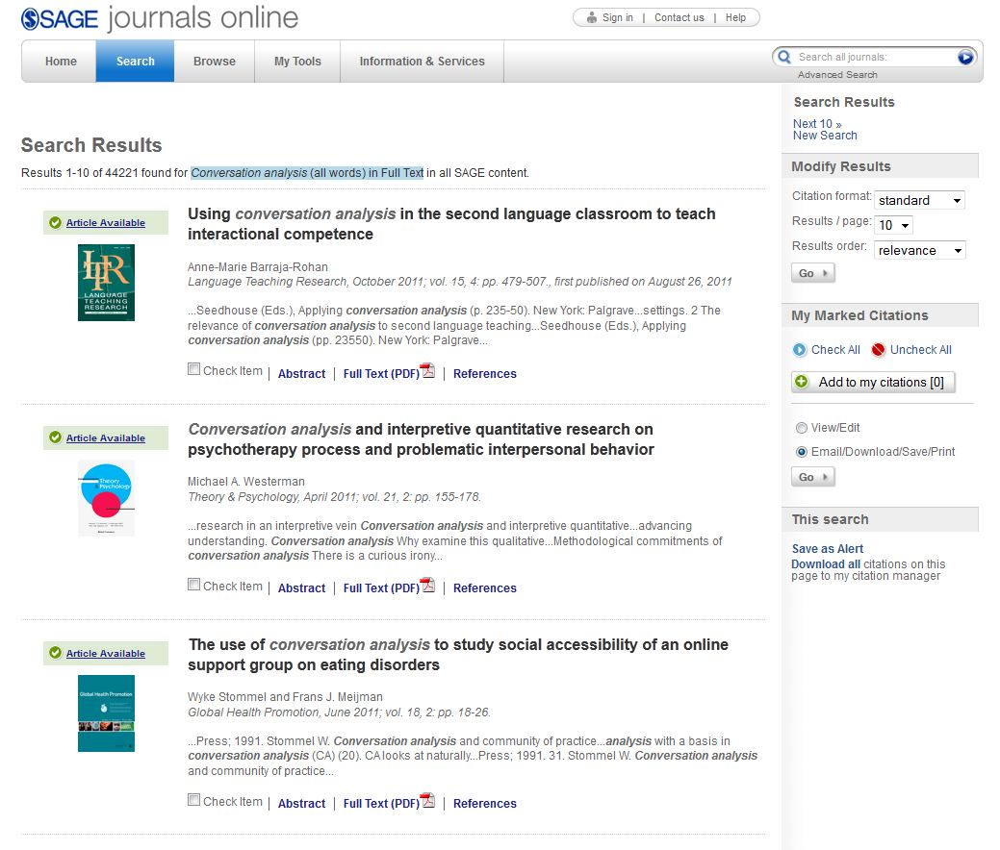 SAGE journals online
Sign in | Contact us | Help
Home Search Browse My Tools Information & Services
Search all journals:
Advanced Search
Search Results
Results 1-10 of 44221 found for Conversation analysis (all words) in Full Text in all SAGE content.
Article Available
LTR
LANGUAGE
TEACHING
RESEARCH
Using conversation analysis in the second language classroom to teach
interactional competence
Anne-Marie Barraja-Rohan
Language Teaching Research, October 2011; vol. 15, 4: pp. 479-507., first published on August 26, 2011
...Seedhouse (Eds.), Applying conversation analysis (p. 235-50). New York: Palgrave...settings. 2 The
relevance of conversation analysis to second language teaching...Seedhouse (Eds.), Applying
conversation analysis (pp. 23550). New York: Palgrave...
Check Item | Abstract | Full Text (PDF) | References
Article Available
Theory
& Psychology
Conversation analysis and interpretive quantitative research on
psychotherapy process and problematic interpersonal behavior
Michael A. Westerman
Theory & Psychology, April 2011; vol. 21, 2: pp. 155-178.
...research in an interpretive vein Conversation analysis and interpretive quantitative...advancing
understanding. Conversation analysis Why examine this qualitative...Methodological commitments of
conversation analysis There is a curious irony...
Check Item | Abstract | Full Text (PDF) | References
Article Available
Global Health Promotion
The use of conversation analysis to study social accessibility of an online
support group on eating disorders
Wyke Stommel and Frans J. Meijman
Global Health Promotion, June 2011; vol. 18, 2: pp. 18-26.
...Press; 1991. Stommel W. Conversation analysis and community of practice...analysis with a basis in
conversation analysis (CA) (20). CA looks at naturally...Press; 1991. 31. Stommel W. Conversation analysis
and community of practice...
Check Item | Abstract | Full Text (PDF) | References
Search Results
Next 10 »
New Search
Modify Results
Citation format: standard
Results / page: 10
Results order: relevance
Go
My Marked Citations
Check All Uncheck All
Add to my citations [0]
View/Edit
Email/Download/Save/Print
Go
This search
Save as Alert
Download all citations on this
page to my citation manager